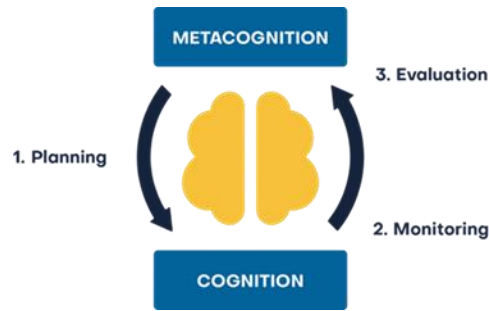 METACOGNITION
3. Evaluation
1. Planning
2. Monitoring
COGNITION